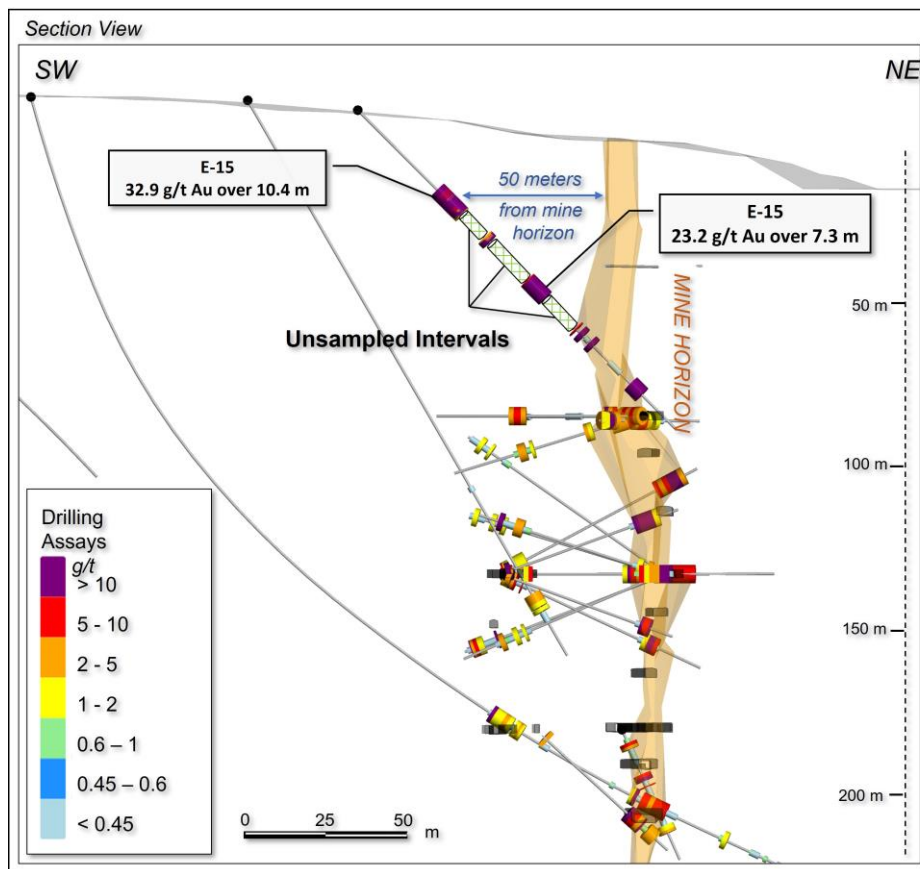 Section View
SW
NE
E-15
32.9 g/t Au over 10.4 m
50 meters
from mine
horizon
E-15
23.2 g/t Au over 7.3 m
Unsampled Intervals
MINE HORIZON
50 m
100 m
150 m
200 m
Drilling
Assays
g/t
> 10
5 - 10
2 - 5
1 - 2
0.6 – 1
0.45 – 0.6
< 0.45
0 25 50
m